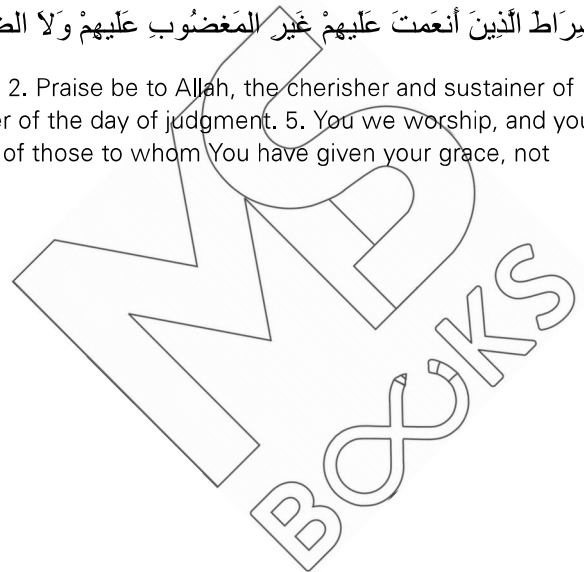 صِرَاطَ الَّذِينَ أَنعَمتَ عَلَيهِمْ غَيرِ المَغضُوبِ عَلَيهِمْ وَلاَ
2. Praise be to Allah, the cherisher and sustainer of
of the day of judgment. 5. You we worship, and you
of those to whom You have given your grace, not
MS
BOOKS